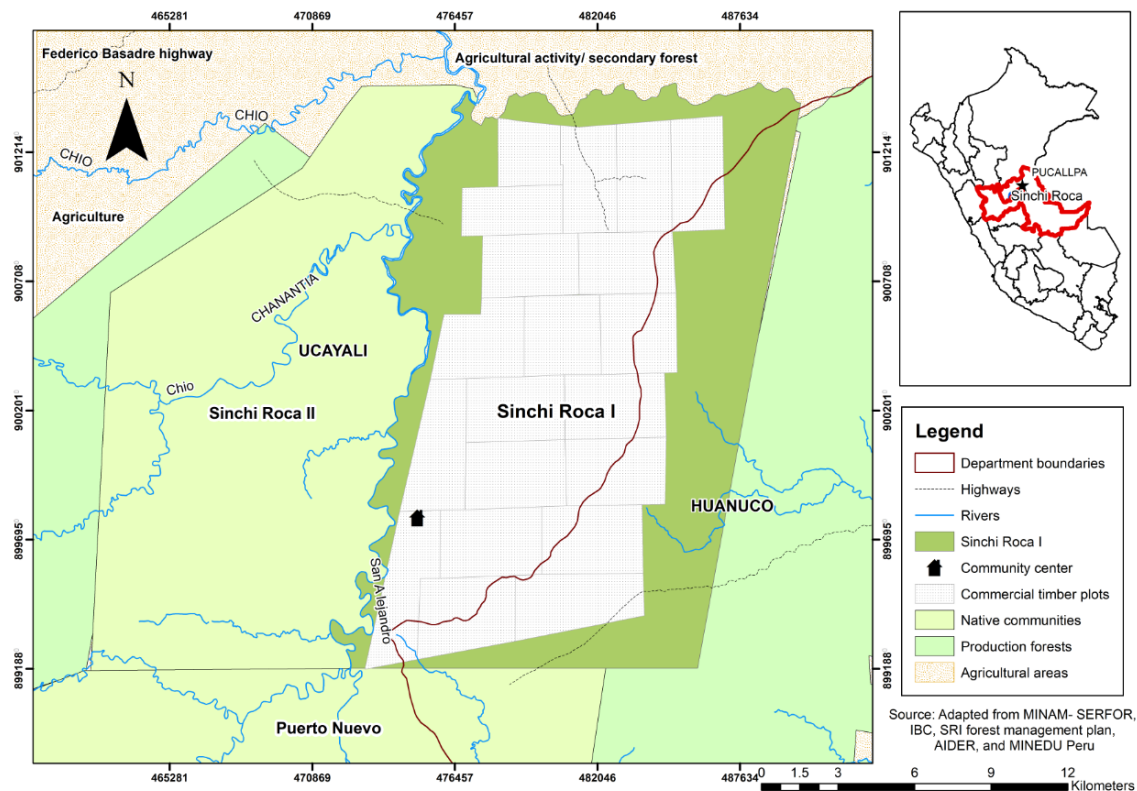 465281 470869 476457 482046 487634
Federico Basadre highway
Agricultural activity/ secondary forest
N
CHIO
CHIO
901214
901214
Agriculture
PUCALLPA
Sinchi Roca
900708
900708
CHANANTIA
UCAYALI
Chio
Sinchi Roca II
Sinchi Roca I
900201
900201
HUANUCO
899695
899695
San Alejandro
899188
899188
Puerto Nuevo
465281 470869 476457 482046 487634
Legend
Department boundaries
Highways
Rivers
Sinchi Roca I
Community center
Commercial timber plots
Native communities
Production forests
Agricultural areas
Source: Adapted from MINAM- SERFOR,
IBC, SRI forest management plan,
AIDER, and MINEDU Peru
0 1.5 3 6 9 12
Kilometers